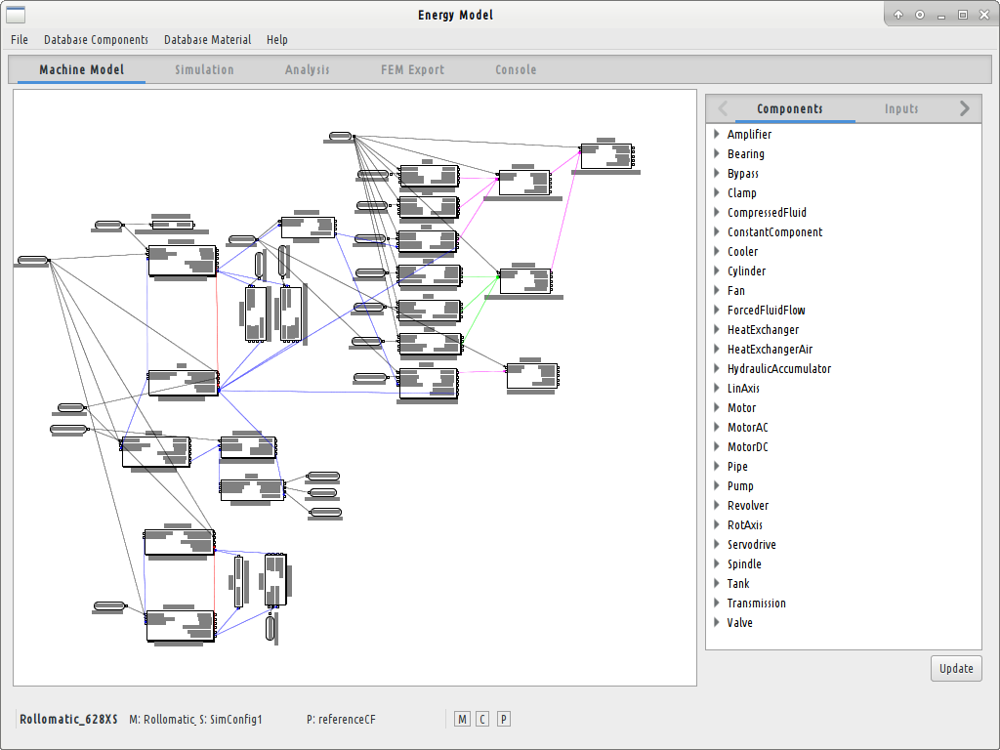 Energy Model
File Database Components Database Material Help
Machine Model Simulation Analysis FEM Export Console
Components Inputs
Amplifier
Bearing
Bypass
Clamp
CompressedFluid
ConstantComponent
Cooler
Cylinder
Fan
ForcedFluidFlow
HeatExchanger
HeatExchangerAir
HydraulicAccumulator
LinAxis
Motor
MotorAC
MotorDC
Pipe
Pump
Revolver
RotAxis
Servodrive
Spindle
Tank
Transmission
Valve
Update
Rollomatic_628XS M: Rollomatic_S: SimConfig1 P: referenceCF M C P